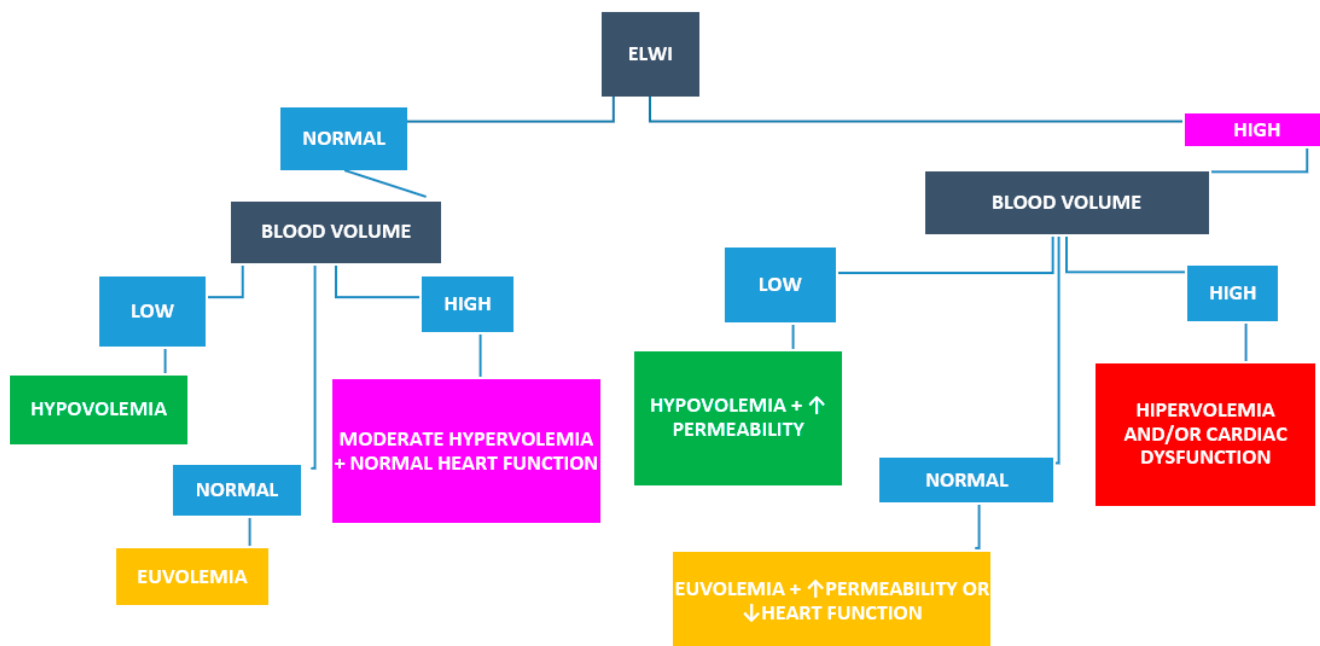 ELWI
NORMAL
HIGH
BLOOD VOLUME
LOW
HIGH
HYPOVOLEMIA
MODERATE HYPERVOLEMIA
+ NORMAL HEART FUNCTION
NORMAL
EUVOLEMIA
BLOOD VOLUME
LOW
HIGH
HYPOVOLEMIA + ↑
PERMEABILITY
HIPERVOLEMIA
AND/OR CARDIAC
DYSFUNCTION
NORMAL
EUVOLEMIA + ↑PERMEABILITY OR
↓HEART FUNCTION